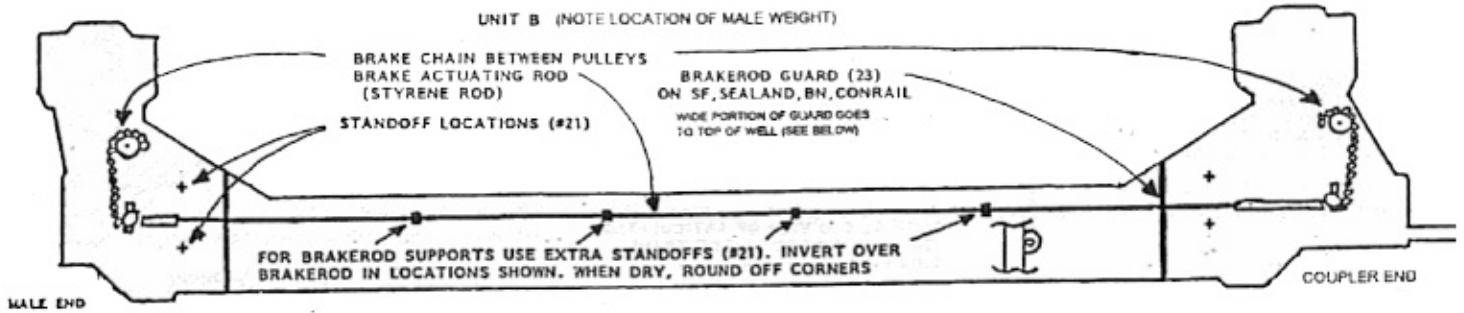 UNIT B (NOTE LOCATION OF MALE WEIGHT)
BRAKE CHAIN BETWEEN PULLEYS
BRAKE ACTUATING ROD
(STYRENE ROD)
STANDOFF LOCATIONS (#21)
BRAKEROD GUARD (23)
ON SF, SEALAND, BN, CONRAIL
WIDE PORTION OF GUARD GOES
TO TOP OF WELL (SEE BELOW)
FOR BRAKEROD SUPPORTS USE EXTRA STANDOFFS (#21). INVERT OVER
BRAKEROD IN LOCATIONS SHOWN. WHEN DRY, ROUND OFF CORNERS
MALE END
COUPLER END